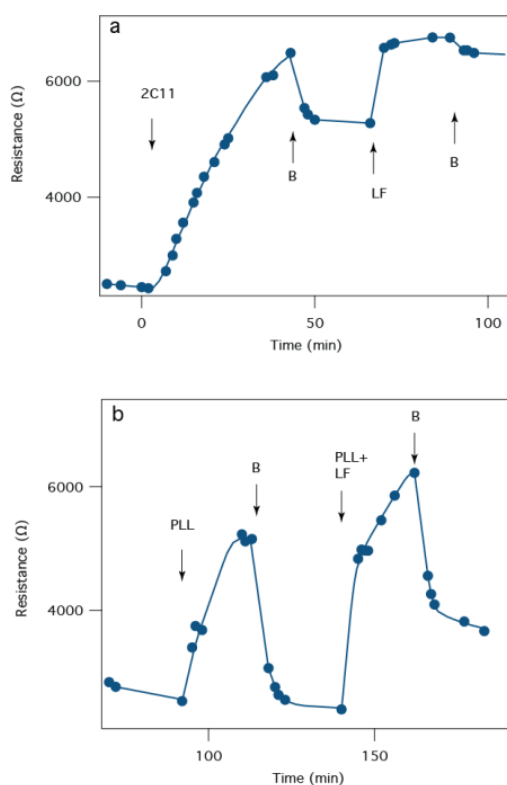 a
2C11
6000
4000
B
LF
B
Resistance (Ω)
0
50
100
Time (min)
b
B
PLL+
LF
PLL
6000
4000
Resistance (Ω)
100
150
Time (min)